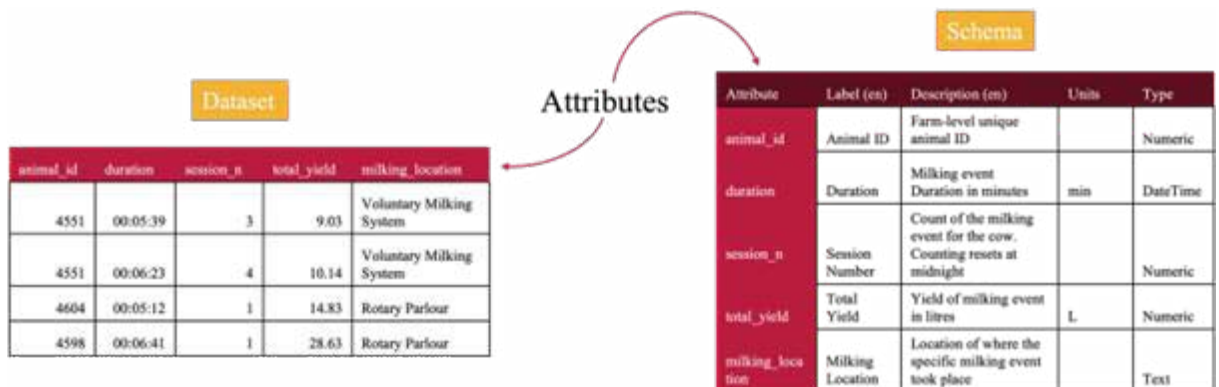 Schema
Dataset
Attributes
animal_id duration session_n total_yield milking_location
4551 00:05:39 3 9.03 Voluntary Milking
System
4551 00:06:23 4 10.14 Voluntary Milking
System
4604 00:05:12 1 14.83 Rotary Parlour
4598 00:06:41 1 28.63 Rotary Parlour
Attribute Label (en) Description (en) Units Type
Farm-level unique
animal_id Animal ID animal ID Numeric
Milking event
duration Duration Duration in minutes min DateTime
Count of the milking
event for the cow.
session_n Session Counting resets at
Number midnight Numeric
Total Yield of milking event
total_yield Yield in litres L Numeric
Location of where the
milking_loca Milking specific milking event
tion Location took place Text